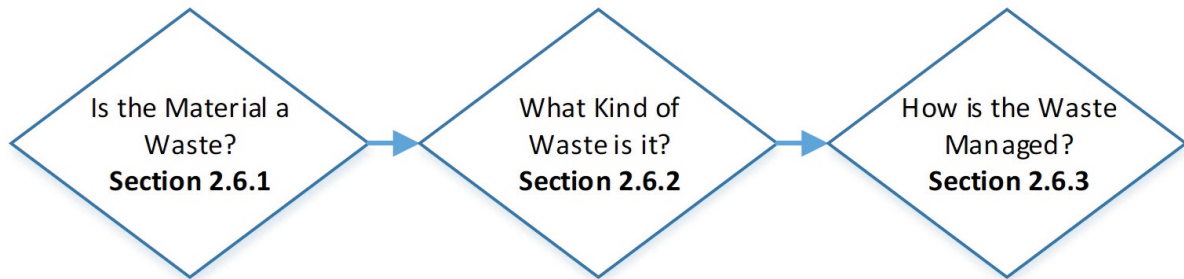 Is the Material a
Waste?
Section 2.6.1
What Kind of
Waste is it?
Section 2.6.2
How is the Waste
Managed?
Section 2.6.3